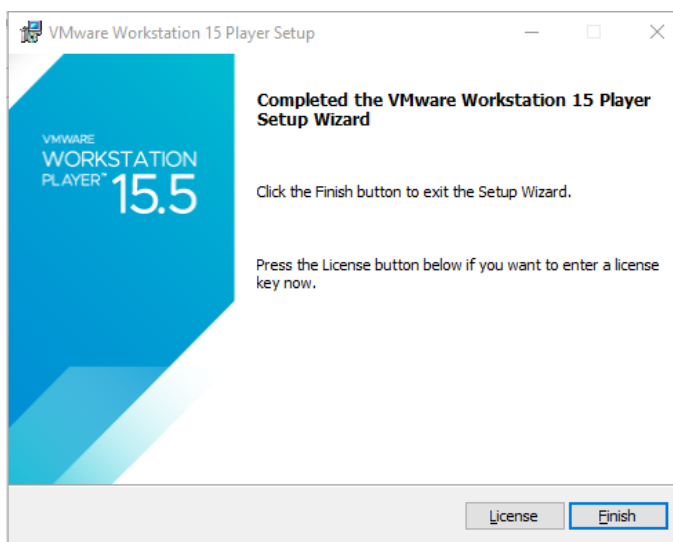 VMware Workstation 15 Player Setup
VMWARE
WORKSTATION
PLAYER™ 15.5
Completed the VMware Workstation 15 Player
Setup Wizard
Click the Finish button to exit the Setup Wizard.
Press the License button below if you want to enter a license
key now.
License
Finish